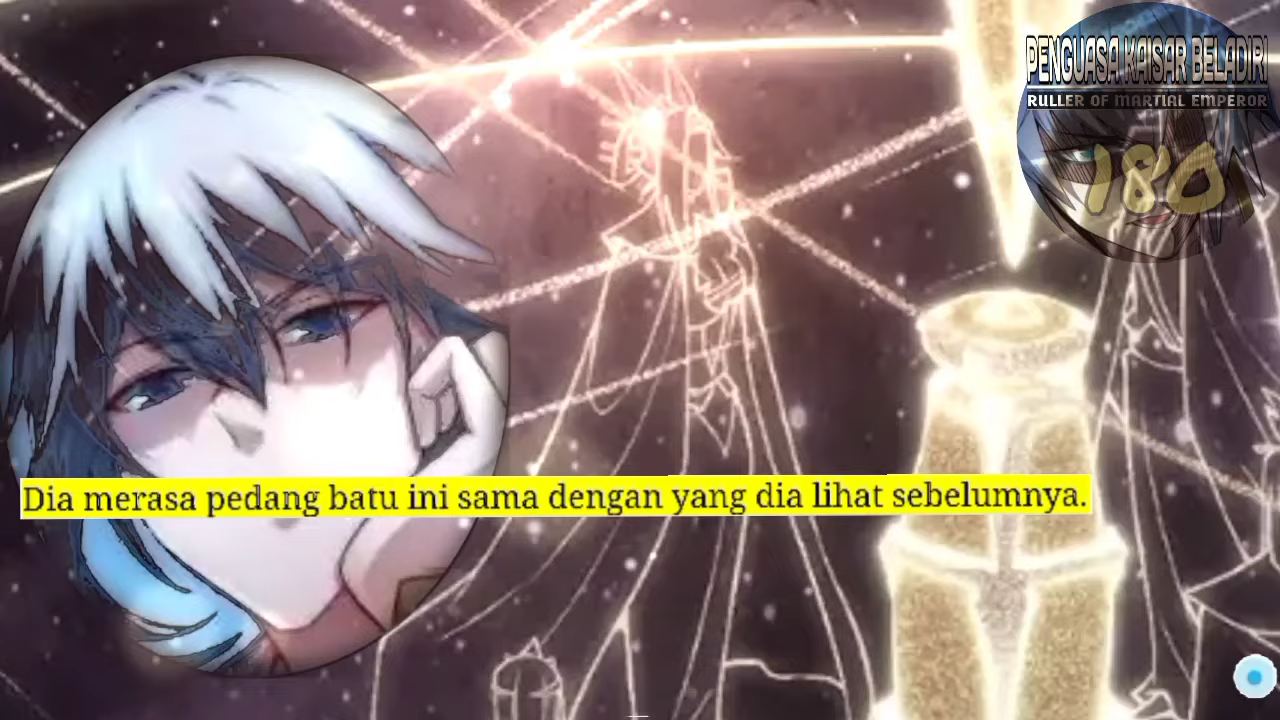 PENGUASA KAISAR BELADIRI
RULLER OF MARTIAL EMPEROR
180
Dia merasa pedang batu ini sama dengan yang dia lihat sebelumnya.